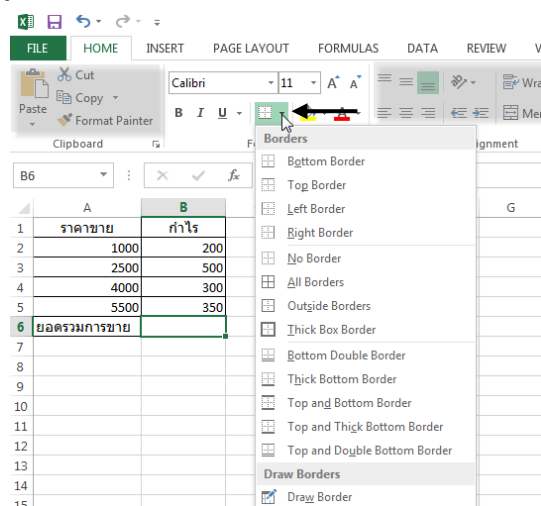 FILE HOME INSERT PAGE LAYOUT FORMULAS DATA REVIEW V
Cut
Copy
Format Painter
Paste
Calibri 11 A A
Wra
B I U A
Mer
Clipboard F ignment
B6 fx
Borders
Bottom Border
Top Border
Left Border
Right Border
No Border
All Borders
Outside Borders
Thick Box Border
Bottom Double Border
Thick Bottom Border
Top and Bottom Border
Top and Thick Bottom Border
Top and Double Bottom Border
Draw Borders
Draw Border
A B G
1 ราคาขาย กำไร
2 1000 200
3 2500 500
4 4000 300
5 5500 350
6 ยอดรวมการขาย
7
8
9
10
11
12
13
14
15